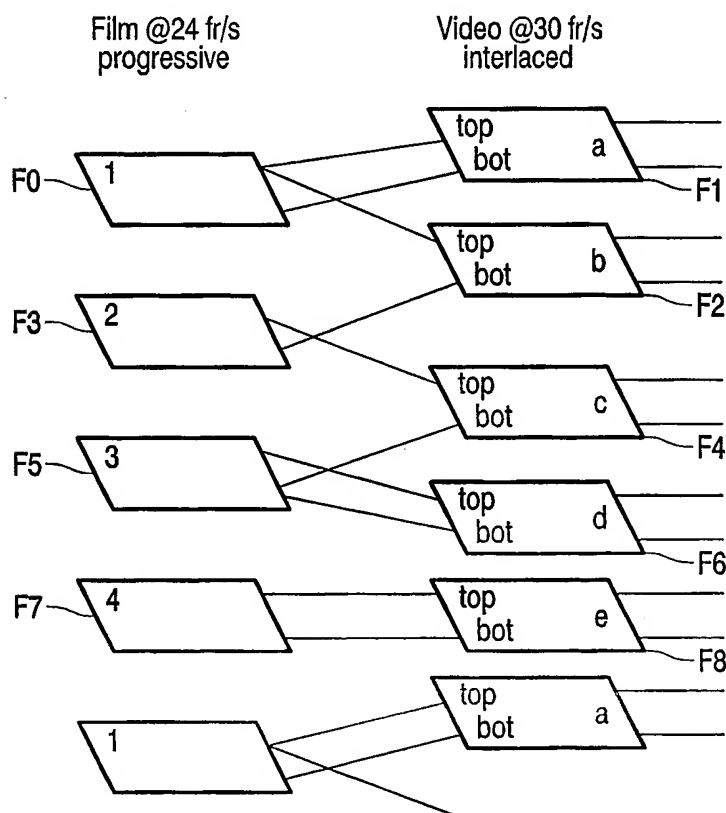 Film @24 fr/s
progressive
Video @30 fr/s
interlaced
top
bot
a
F1
1
F0
top
bot
b
F2
2
F3
top
bot
c
F4
3
F5
top
bot
d
F6
4
F7
top
bot
e
F8
top
bot
a
1